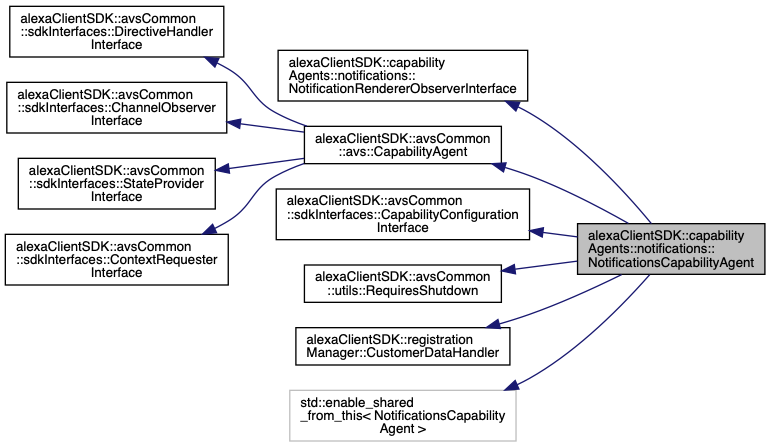 alexaClientSDK::avsCommon
::sdkInterfaces::DirectiveHandler
Interface
alexaClientSDK::avsCommon
::sdkInterfaces::ChannelObserver
Interface
alexaClientSDK::avsCommon
::sdkInterfaces::StateProvider
Interface
alexaClientSDK::avsCommon
::sdkInterfaces::ContextRequester
Interface
alexaClientSDK::capability
Agents::notifications::
NotificationRendererObserverInterface
alexaClientSDK::avsCommon
::avs::CapabilityAgent
alexaClientSDK::avsCommon
::sdkInterfaces::CapabilityConfiguration
Interface
alexaClientSDK::avsCommon
::utils::RequiresShutdown
alexaClientSDK::registration
Manager::CustomerDataHandler
std::enable_shared
_from_this< NotificationsCapability
Agent >
alexaClientSDK::capability
Agents::notifications::
NotificationsCapabilityAgent